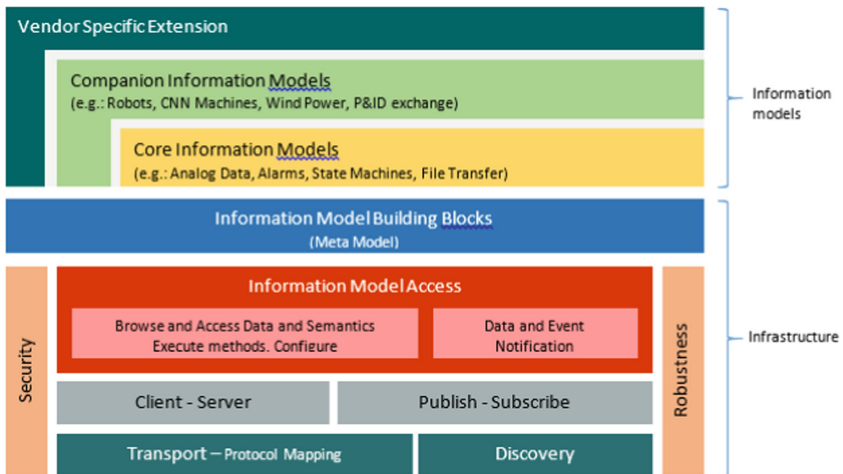 Vendor Specific Extension
Companion Information Models
(e.g.: Robots, CNN Machines, Wind Power, P&ID exchange)
Core Information Models
(e.g.: Analog Data, Alarms, State Machines, File Transfer)
Information models
Information Model Building Blocks
(Meta Model)
Information Model Access
Browse and Access Data and Semantics
Execute methods. Configure
Data and Event
Notification
Security
Robustness
Infrastructure
Client - Server
Publish - Subscribe
Transport – Protocol Mapping
Discovery